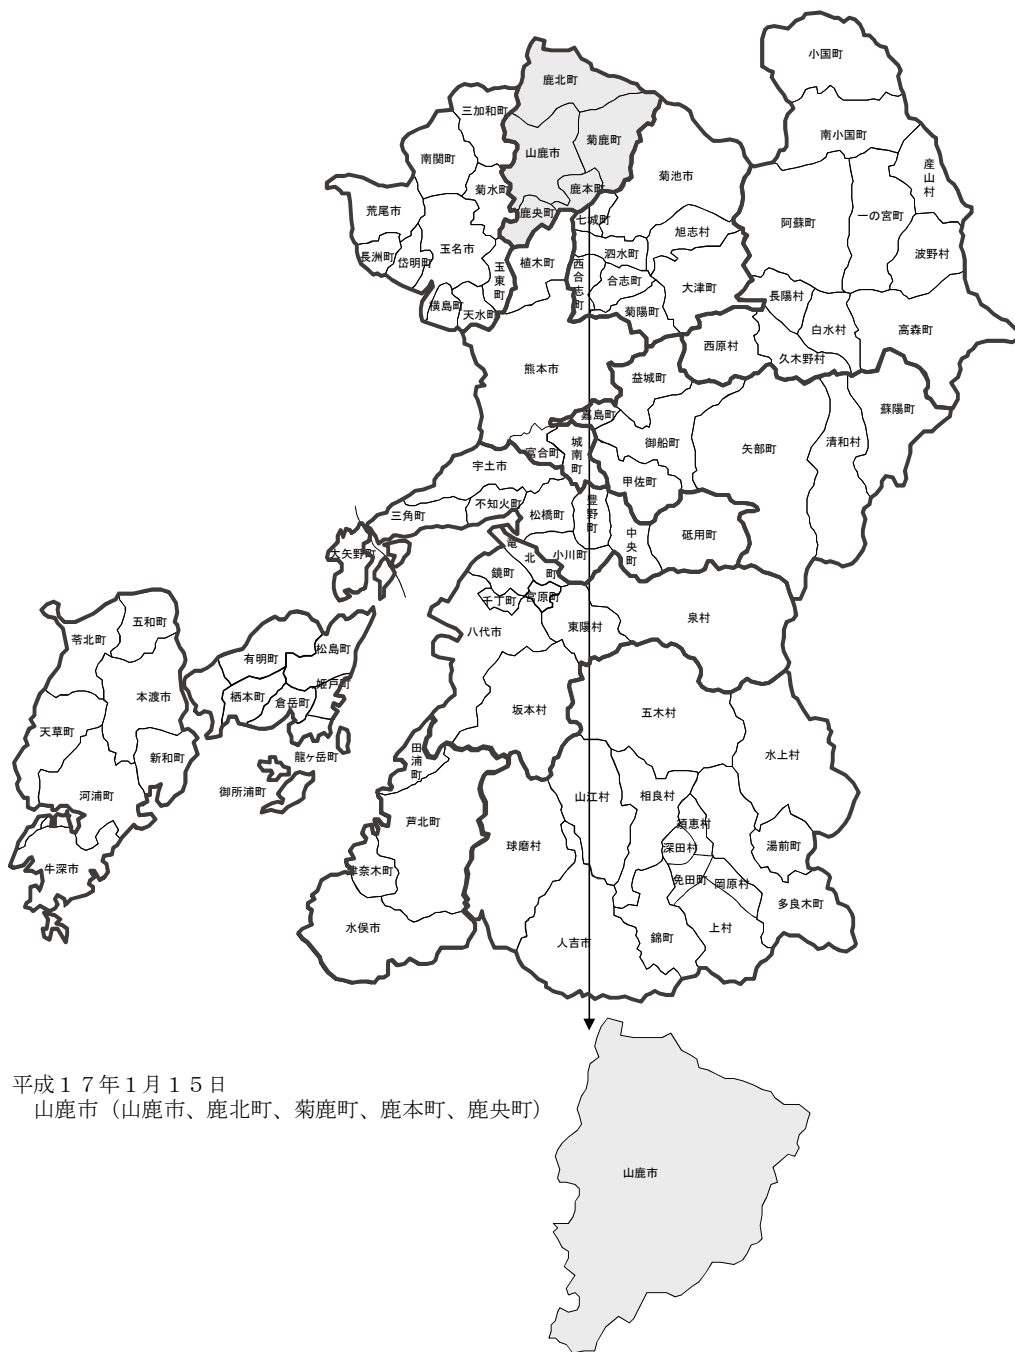 小国町
鹿北町
三加和町
南小国町
菊鹿町
山鹿市
南関町
産山村
菊池市
菊水町
鹿本町
荒尾市
鹿央町
一の宮町
七城町
阿蘇町
旭志村
玉名市
長洲町
岱明町
泗水町
波野村
植木町
玉東町
西合志町
合志町
大津町
長陽村
横島町
天水町
菊陽町
白水村
高森町
西原村
久木野村
熊本市
益城町
蘇陽町
嘉島町
御船町
清和村
矢部町
富合町
城南町
宇土市
甲佐町
不知火町
三角町
松橋町
豊野町
中央町
砥用町
大矢野町
竜北町
小川町
鏡町
千丁町
宮原町
五和町
苓北町
八代市
東陽村
泉村
松島町
有明町
姫戸町
本渡市
栖本町
倉岳町
坂本村
五木村
天草町
新和町
田浦町
龍ヶ岳町
水上村
河浦町
御所浦町
山江村
相良村
芦北町
須恵村
球磨村
深田村
湯前町
牛深市
津奈木町
免田町
岡原村
多良木町
水俣市
上村
人吉市
錦町
平成17年1月15日
山鹿市（山鹿市、鹿北町、菊鹿町、鹿本町、鹿央町）
山鹿市